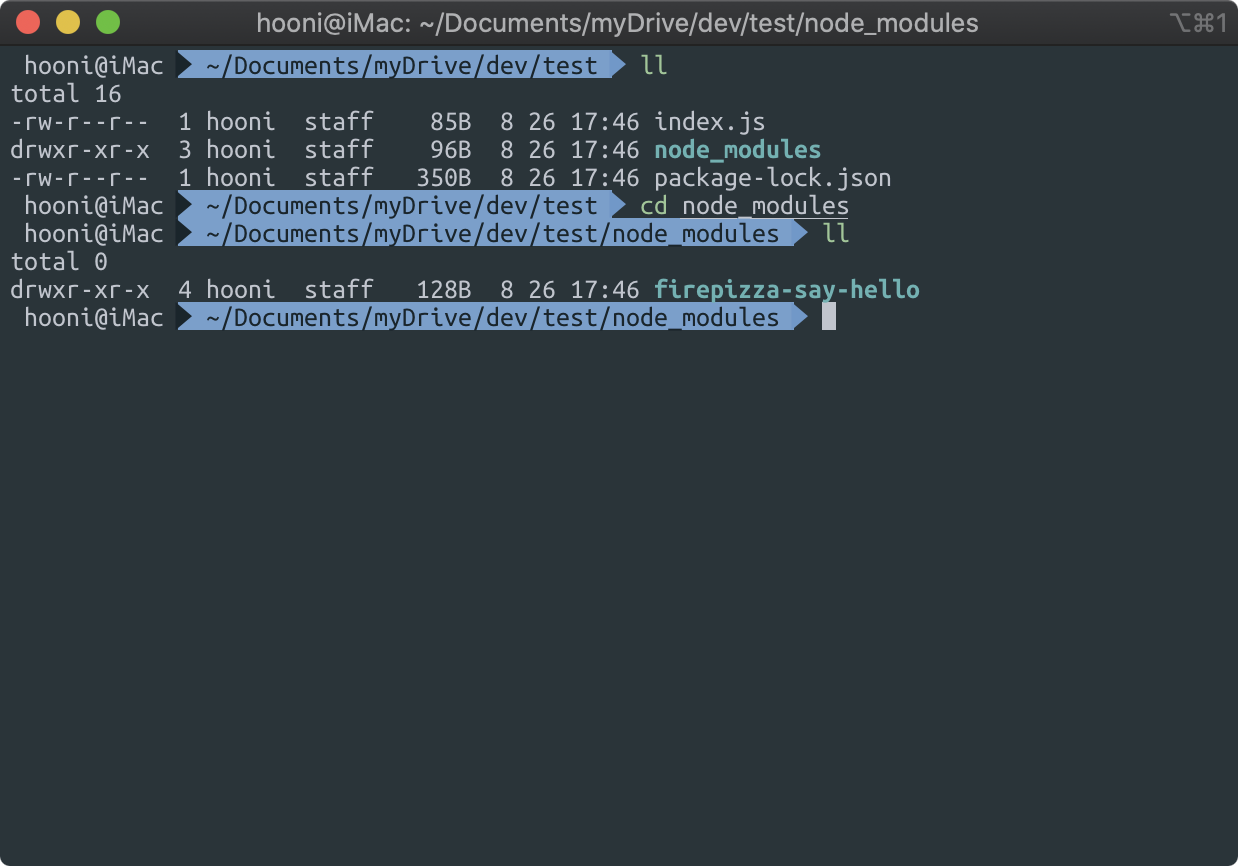 hooni@iMac: ~/Documents/myDrive/dev/test/node_modules ⌥⌘1
hooni@iMac ~/Documents/myDrive/dev/test ll
total 16
-rw-r--r-- 1 hooni staff 85B 8 26 17:46 index.js
drwxr-xr-x 3 hooni staff 96B 8 26 17:46 node_modules
-rw-r--r-- 1 hooni staff 350B 8 26 17:46 package-lock.json
hooni@iMac ~/Documents/myDrive/dev/test cd node_modules
hooni@iMac ~/Documents/myDrive/dev/test/node_modules ll
total 0
drwxr-xr-x 4 hooni staff 128B 8 26 17:46 firepizza-say-hello
hooni@iMac ~/Documents/myDrive/dev/test/node_modules